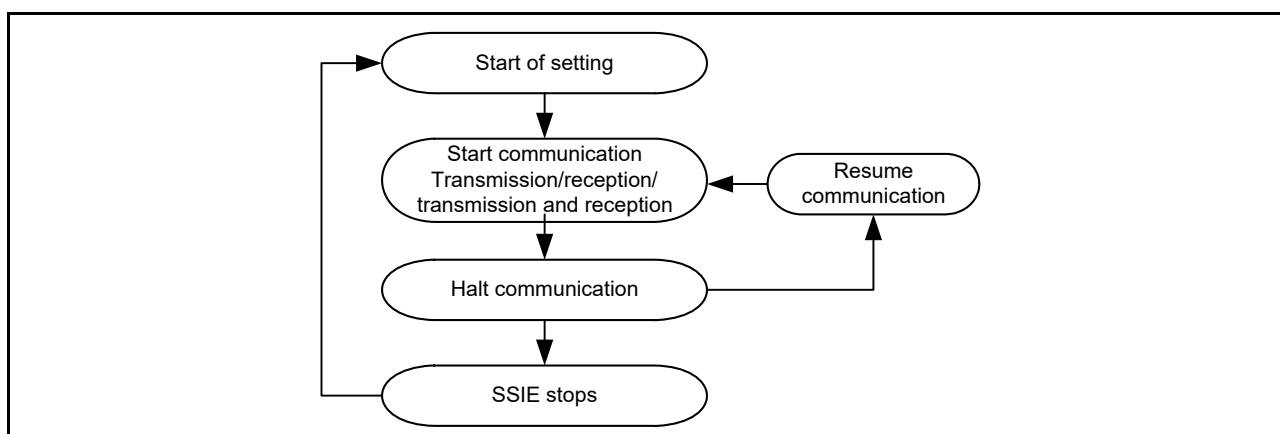 Start of setting
Start communication
Transmission/reception/
transmission and reception
Resume
communication
Halt communication
SSIE stops